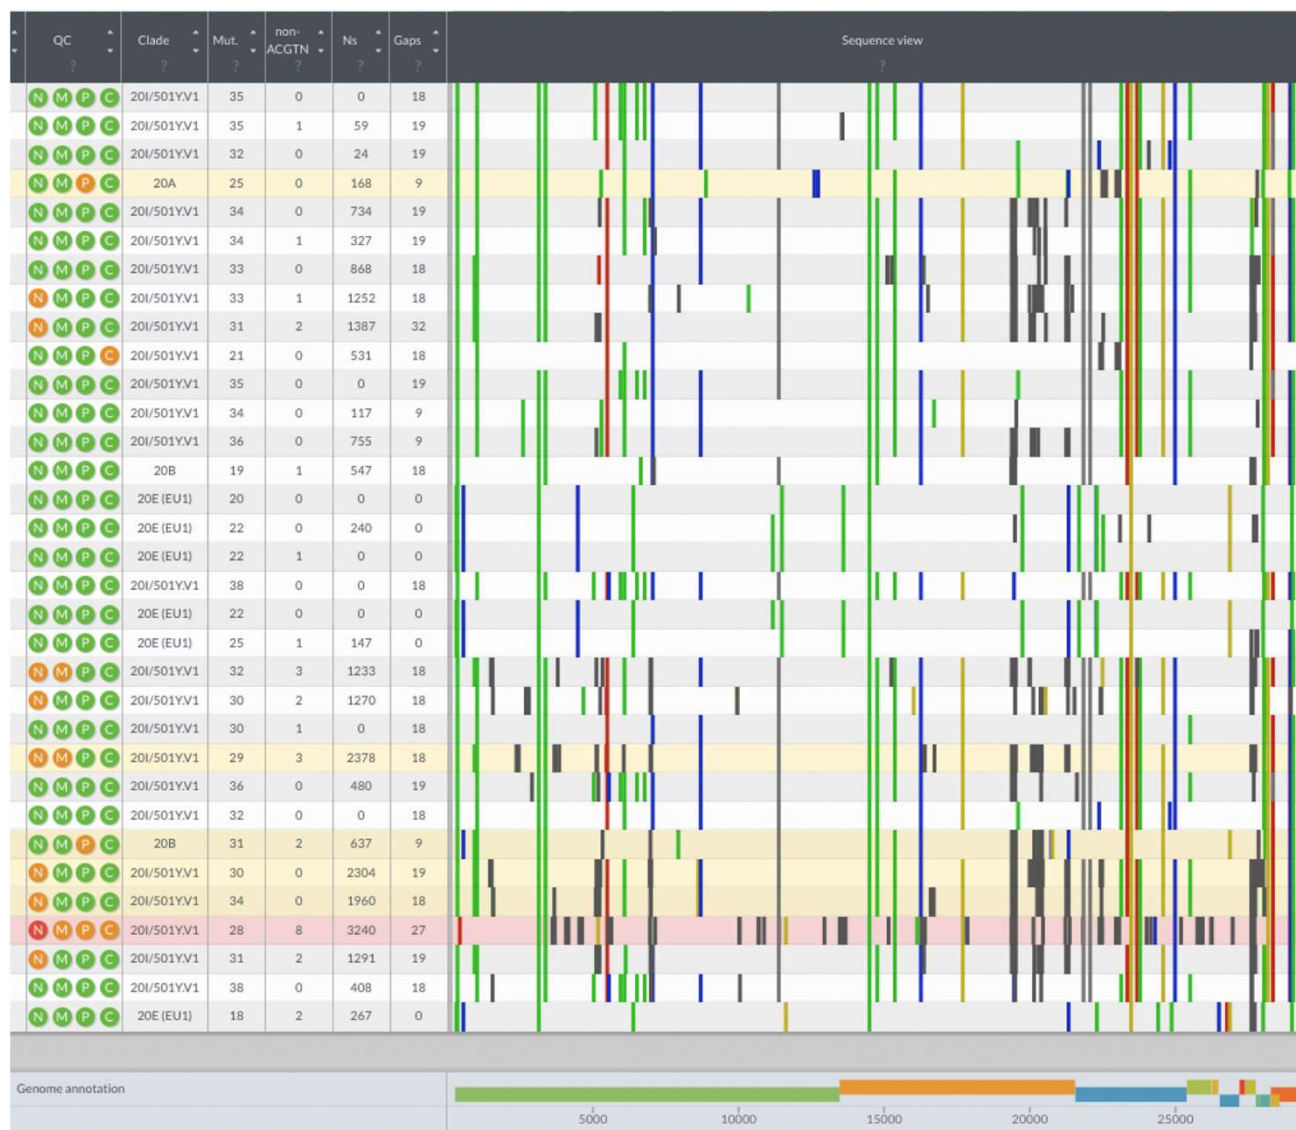 QC Clade Mut. non-ACGTN Ns Gaps Sequence view
? ? ? ? ? ? ?
N M P C 20I/501Y.V1 35 0 0 18
N M P C 20I/501Y.V1 35 1 59 19
N M P C 20I/501Y.V1 32 0 24 19
N M P C 20A 25 0 168 9
N M P C 20I/501Y.V1 34 0 734 19
N M P C 20I/501Y.V1 34 1 327 19
N M P C 20I/501Y.V1 33 0 868 18
N M P C 20I/501Y.V1 33 1 1252 18
N M P C 20I/501Y.V1 31 2 1387 32
N M P C 20I/501Y.V1 21 0 531 18
N M P C 20I/501Y.V1 35 0 0 19
N M P C 20I/501Y.V1 34 0 117 9
N M P C 20I/501Y.V1 36 0 755 9
N M P C 20B 19 1 547 18
N M P C 20E (EU1) 20 0 0 0
N M P C 20E (EU1) 22 0 240 0
N M P C 20E (EU1) 22 1 0 0
N M P C 20I/501Y.V1 38 0 0 18
N M P C 20E (EU1) 22 0 0 0
N M P C 20E (EU1) 25 1 147 0
N M P C 20I/501Y.V1 32 3 1233 18
N M P C 20I/501Y.V1 30 2 1270 18
N M P C 20I/501Y.V1 30 1 0 18
N M P C 20I/501Y.V1 29 3 2378 18
N M P C 20I/501Y.V1 36 0 480 19
N M P C 20I/501Y.V1 32 0 0 18
N M P C 20B 31 2 637 9
N M P C 20I/501Y.V1 30 0 2304 19
N M P C 20I/501Y.V1 34 0 1960 18
N M P C 20I/501Y.V1 28 8 3240 27
N M P C 20I/501Y.V1 31 2 1291 19
N M P C 20I/501Y.V1 38 0 408 18
N M P C 20E (EU1) 18 2 267 0
Genome annotation
5000 10000 15000 20000 25000